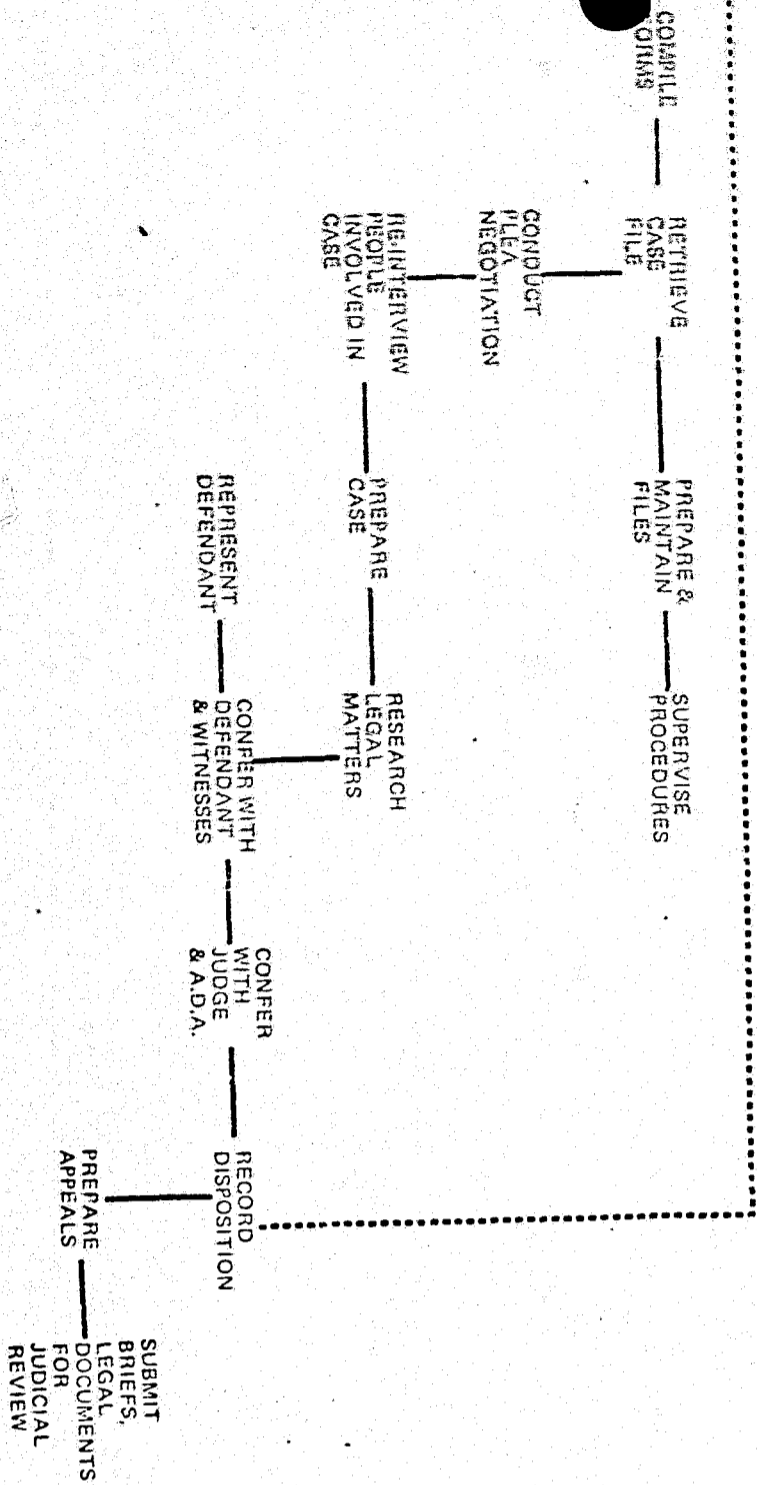 COMPILE
ORMS
RETRIEVE
CASE
FILE
PREPARE &
MAINTAIN
FILES
SUPERVISE
PROCEDURES
CONDUCT
PLEA
NEGOTIATION
RE-INTERVIEW
PEOPLE
INVOLVED IN
CASE
PREPARE
CASE
RESEARCH
LEGAL
MATTERS
REPRESENT
DEFENDANT
CONFER WITH
DEFENDANT
& WITNESSES
CONFER
WITH
JUDGE
& A.D.A.
RECORD
DISPOSITION
PREPARE
APPEALS
SUBMIT
BRIEFS,
LEGAL
DOCUMENTS
FOR
JUDICIAL
REVIEW